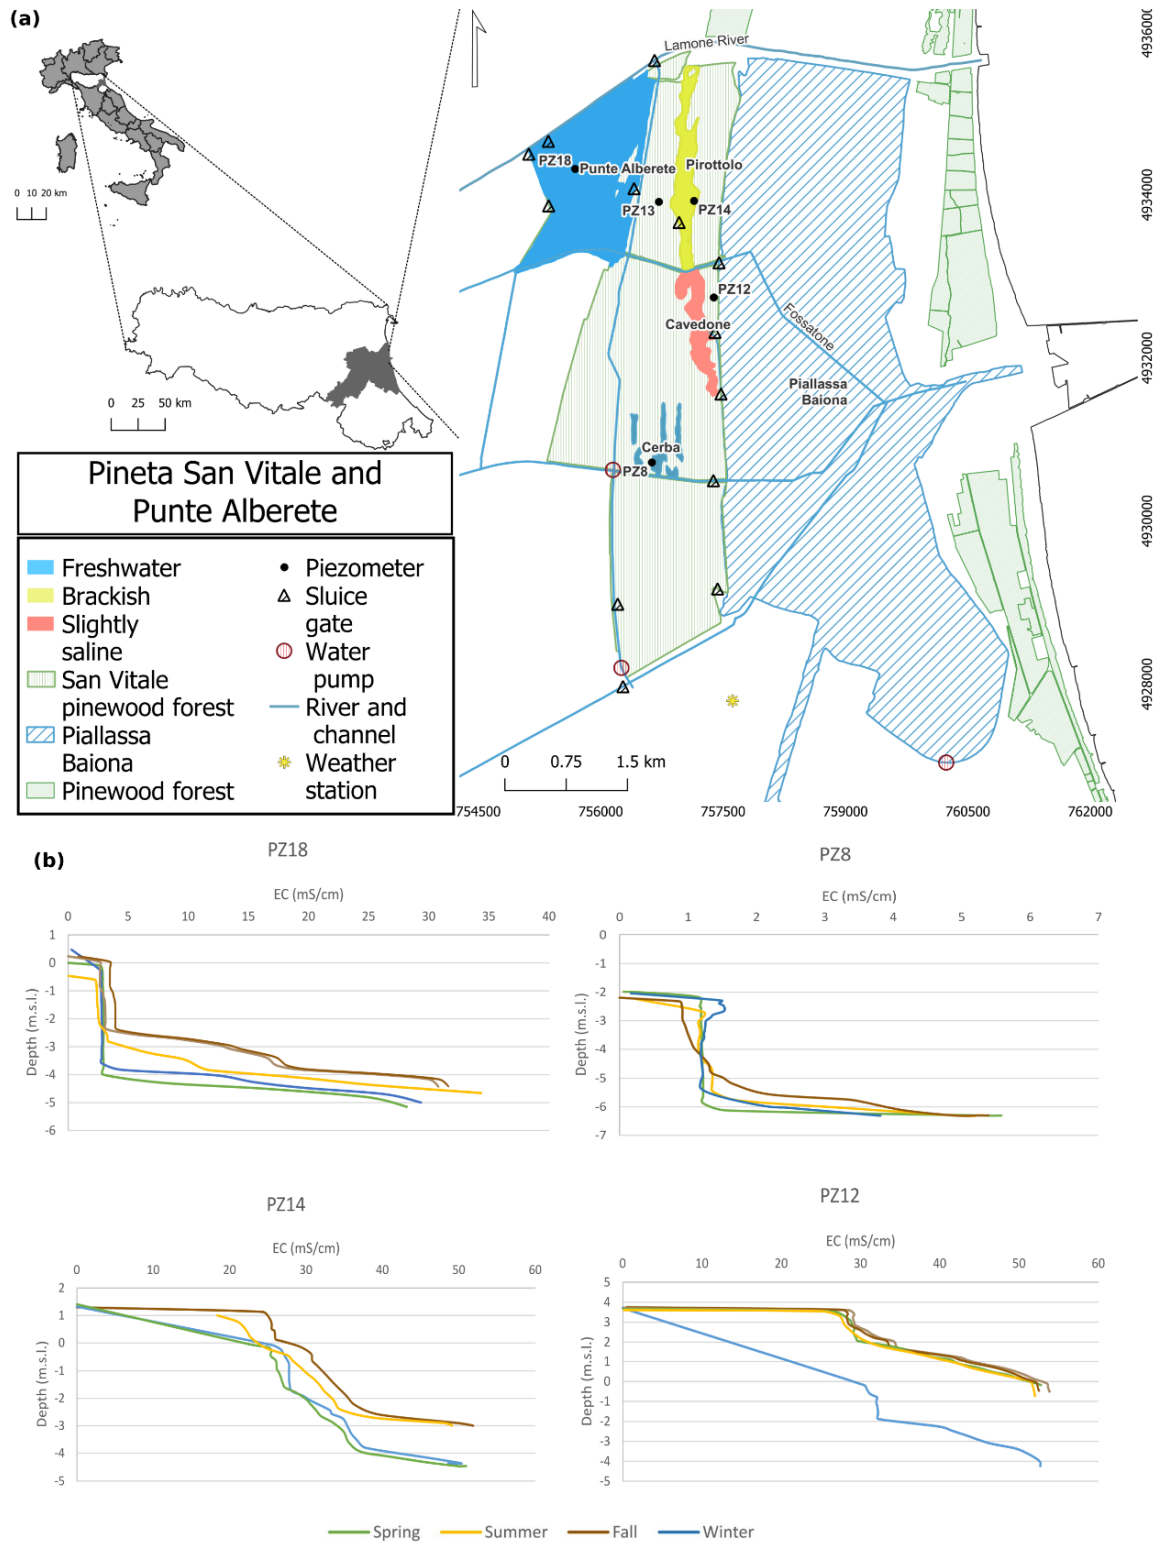 (a)
Lamone River
4936000
PZ18
Punte Alberete
Pirottolo
PZ13
PZ14
4934000
0 10 20 km
PZ12
Cavedone
Fossatone
4932000
Piallassa
Baiona
0 25 50 km
Cerba
PZ8
4930000
Pineta San Vitale and
Punte Alberete
Freshwater
Brackish
Slightly
saline
San Vitale
pinewood forest
Piallassa
Baiona
Pinewood forest
Piezometer
Sluice
gate
Water
pump
River and
channel
Weather
station
4928000
0 0.75 1.5 km
754500 756000 757500 759000 760500 762000
(b)
PZ18
EC (mS/cm)
0 5 10 15 20 25 30 35 40
Depth (m.s.l.)
1
0
-1
-2
-3
-4
-5
-6
PZ8
EC (mS/cm)
0 1 2 3 4 5 6 7
Depth (m.s.l.)
0
-1
-2
-3
-4
-5
-6
-7
PZ14
EC (mS/cm)
0 10 20 30 40 50 60
Depth (m.s.l.)
2
1
0
-1
-2
-3
-4
-5
PZ12
EC (mS/cm)
0 10 20 30 40 50 60
Depth (m.s.l.)
5
4
3
2
1
0
-1
-2
-3
-4
-5
Spring Summer Fall Winter